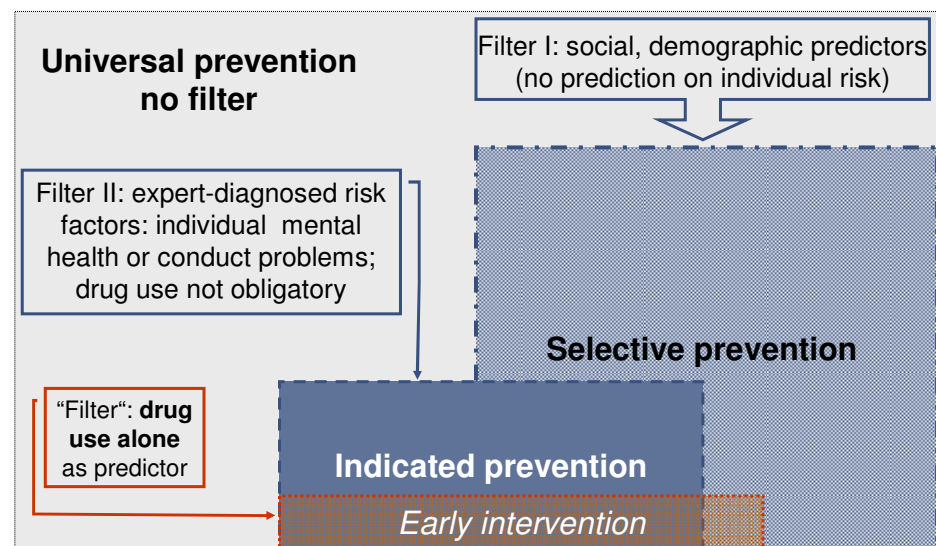 Universal prevention
no filter
Filter I: social, demographic predictors
(no prediction on individual risk)
Filter II: expert-diagnosed risk
factors: individual mental
health or conduct problems;
drug use not obligatory
Selective prevention
“Filter“: drug
use alone
as predictor
Indicated prevention
Early intervention